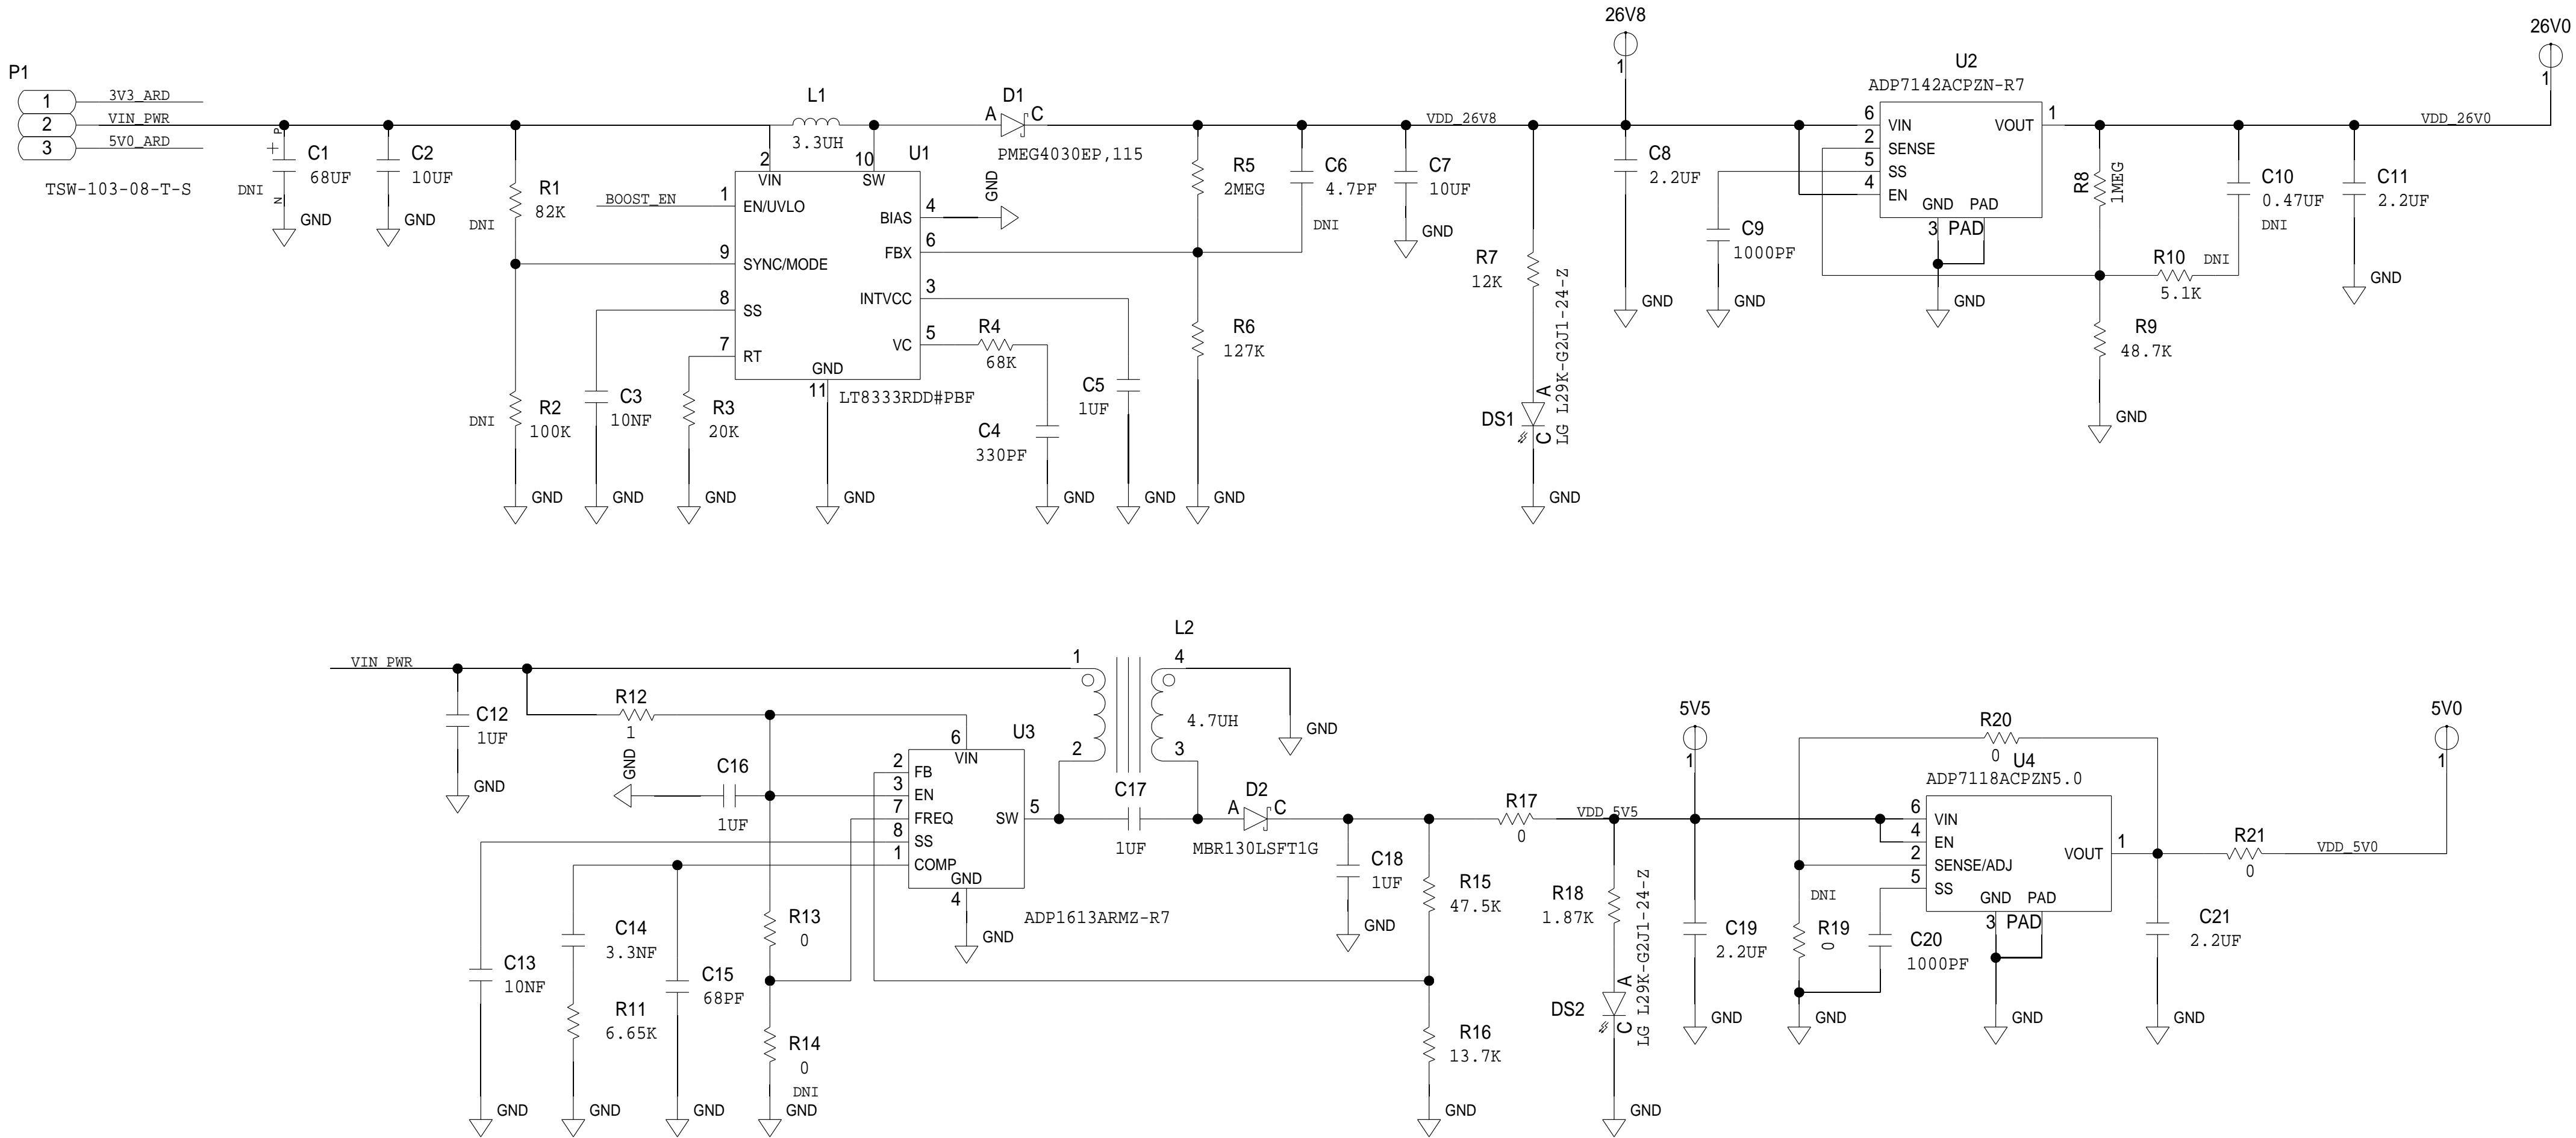 P1
1 3V3_ARD
2 VIN_PWR
3 5V0_ARD
TSW-103-08-T-S
DNI
+
P
N
C1
68UF
GND
C2
10UF
GND
R1
82K
DNI
R2
100K
DNI
GND
BOOST_EN
L1
3.3UH
U1
2
VIN
10
SW
1
EN/UVLO
9
SYNC/MODE
8
SS
7
RT
4
BIAS
6
FBX
3
INTVCC
5
VC
GND
11
LT8333RDD#PBF
C3
10NF
GND
R3
20K
GND
GND
GND
R4
68K
C4
330PF
GND
C5
1UF
GND
D1
A
C
PMEG4030EP,115
R5
2MEG
R6
127K
GND
C6
4.7PF
DNI
C7
10UF
GND
VDD_26V8
R7
12K
DS1
A
C
LG L29K-G2J1-24-Z
GND
26V8
1
C8
2.2UF
GND
C9
1000PF
GND
U2
ADP7142ACPZN-R7
6
VIN
2
SENSE
5
SS
4
EN
VOUT
1
GND
PAD
3
PAD
GND
R8
1MEG
R9
48.7K
GND
R10
5.1K
DNI
C10
0.47UF
DNI
C11
2.2UF
GND
VDD_26V0
26V0
1
VIN_PWR
C12
1UF
GND
R12
1
GND
C16
1UF
C13
10NF
GND
C14
3.3NF
R11
6.65K
GND
C15
68PF
GND
R13
0
R14
0
DNI
GND
U3
6
VIN
2
FB
3
EN
7
FREQ
8
SS
1
COMP
SW
5
GND
4
ADP1613ARMZ-R7
GND
L2
1
4
2
3
4.7UH
GND
C17
1UF
D2
A
C
MBR130LSFT1G
C18
1UF
GND
R15
47.5K
R16
13.7K
GND
R17
0
VDD_5V5
R18
1.87K
DS2
A
C
LG L29K-G2J1-24-Z
GND
5V5
1
C19
2.2UF
GND
R20
0
U4
ADP7118ACPZN5.0
6
VIN
4
EN
2
SENSE/ADJ
5
SS
VOUT
1
GND
PAD
3
PAD
GND
DNI
R19
0
GND
C20
1000PF
C21
2.2UF
GND
R21
0
VDD_5V0
5V0
1